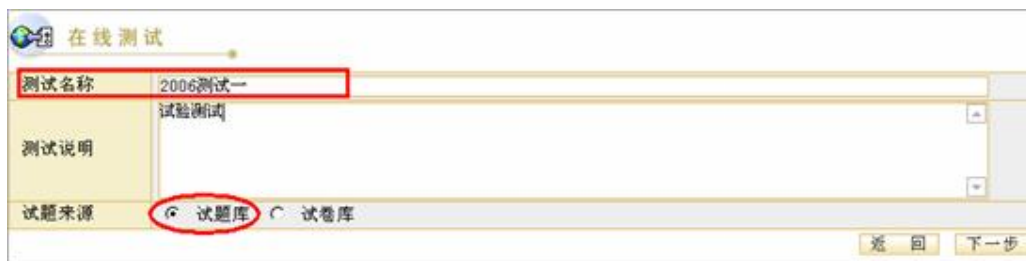 在线测试
测试名称 2006测试一
测试说明 试验测试
试题来源 试题库 试卷库
返 回 下一步